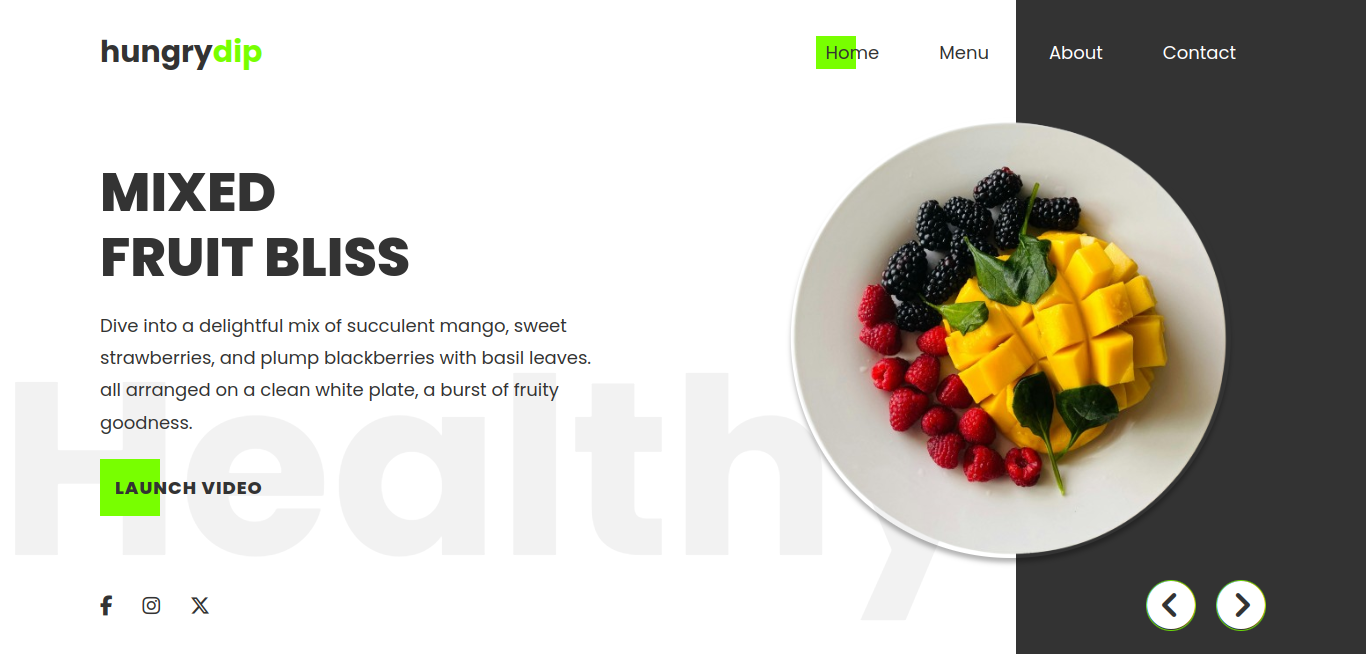 hungrydip
Home Menu About Contact
MIXED
FRUIT BLISS
Dive into a delightful mix of succulent mango, sweet
strawberries, and plump blackberries with basil leaves.
all arranged on a clean white plate, a burst of fruity
goodness.
Healthy
LAUNCH VIDEO